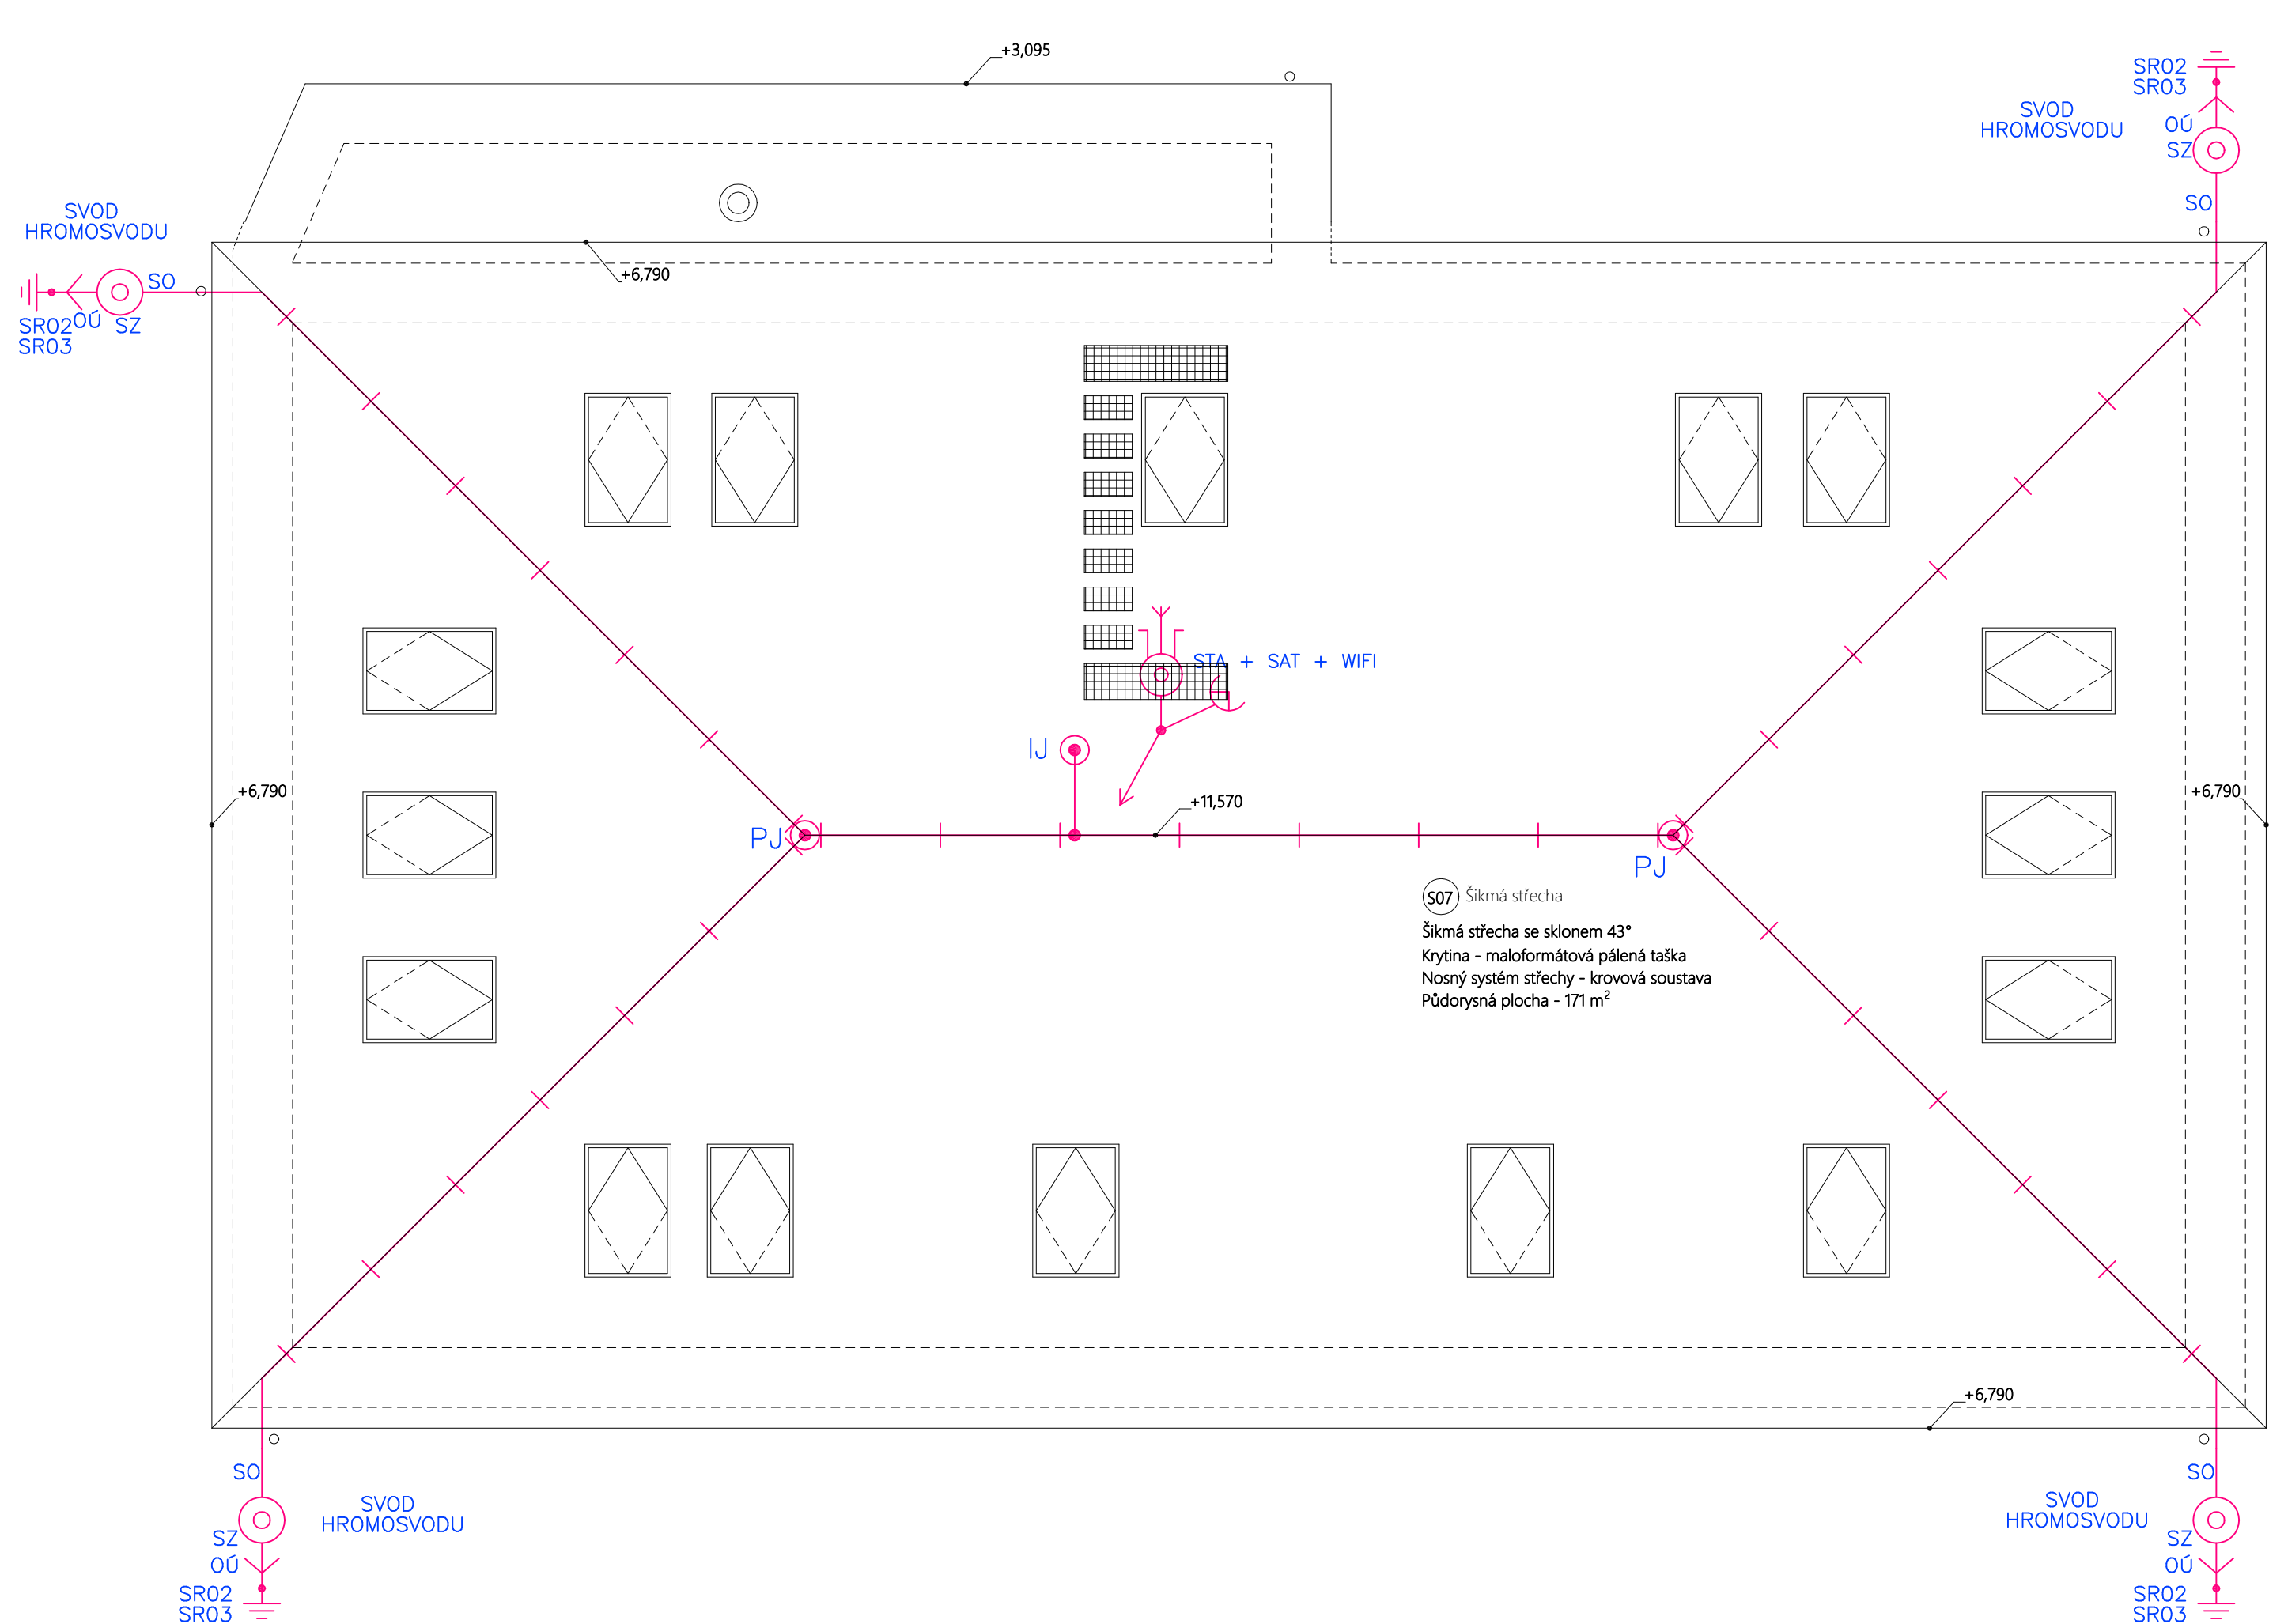 +3,095
SR02
SR03
SVOD
HROMOSVODU
OÚ
SZ
SO
SVOD
HROMOSVODU
SO
+6,790
SR02
OÚ
SZ
SR03
STA + SAT + WIFI
IJ
+6,790
+11,570
+6,790
PJ
PJ
S07 Šikmá střecha
Šikmá střecha se sklonem 43°
Krytina - maloformátová pálená taška
Nosný systém střechy - krovová soustava
Půdorysná plocha - 171 m²
+6,790
SO
SVOD
HROMOSVODU
SZ
OÚ
SR02
SR03
SO
SVOD
HROMOSVODU
SZ
OÚ
SR02
SR03